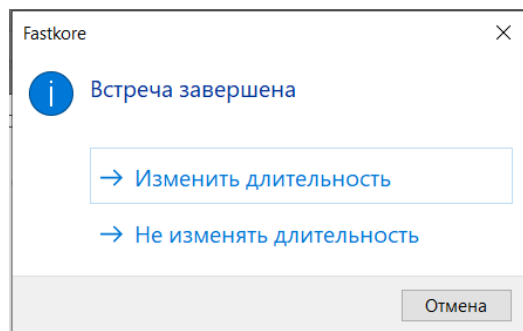 Fastkore
Встреча завершена
Изменить длительность
Не изменять длительность
Отмена